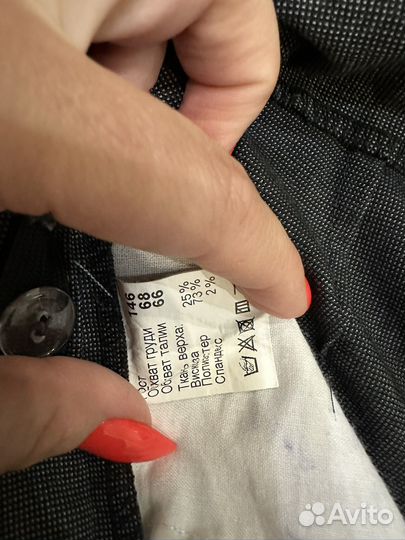 Рост 146
Обхват груди 68
Обхват талии 66
Ткань верха:
Вискоза 25%
Полиэстер 73%
Спандекс 2%
Avito